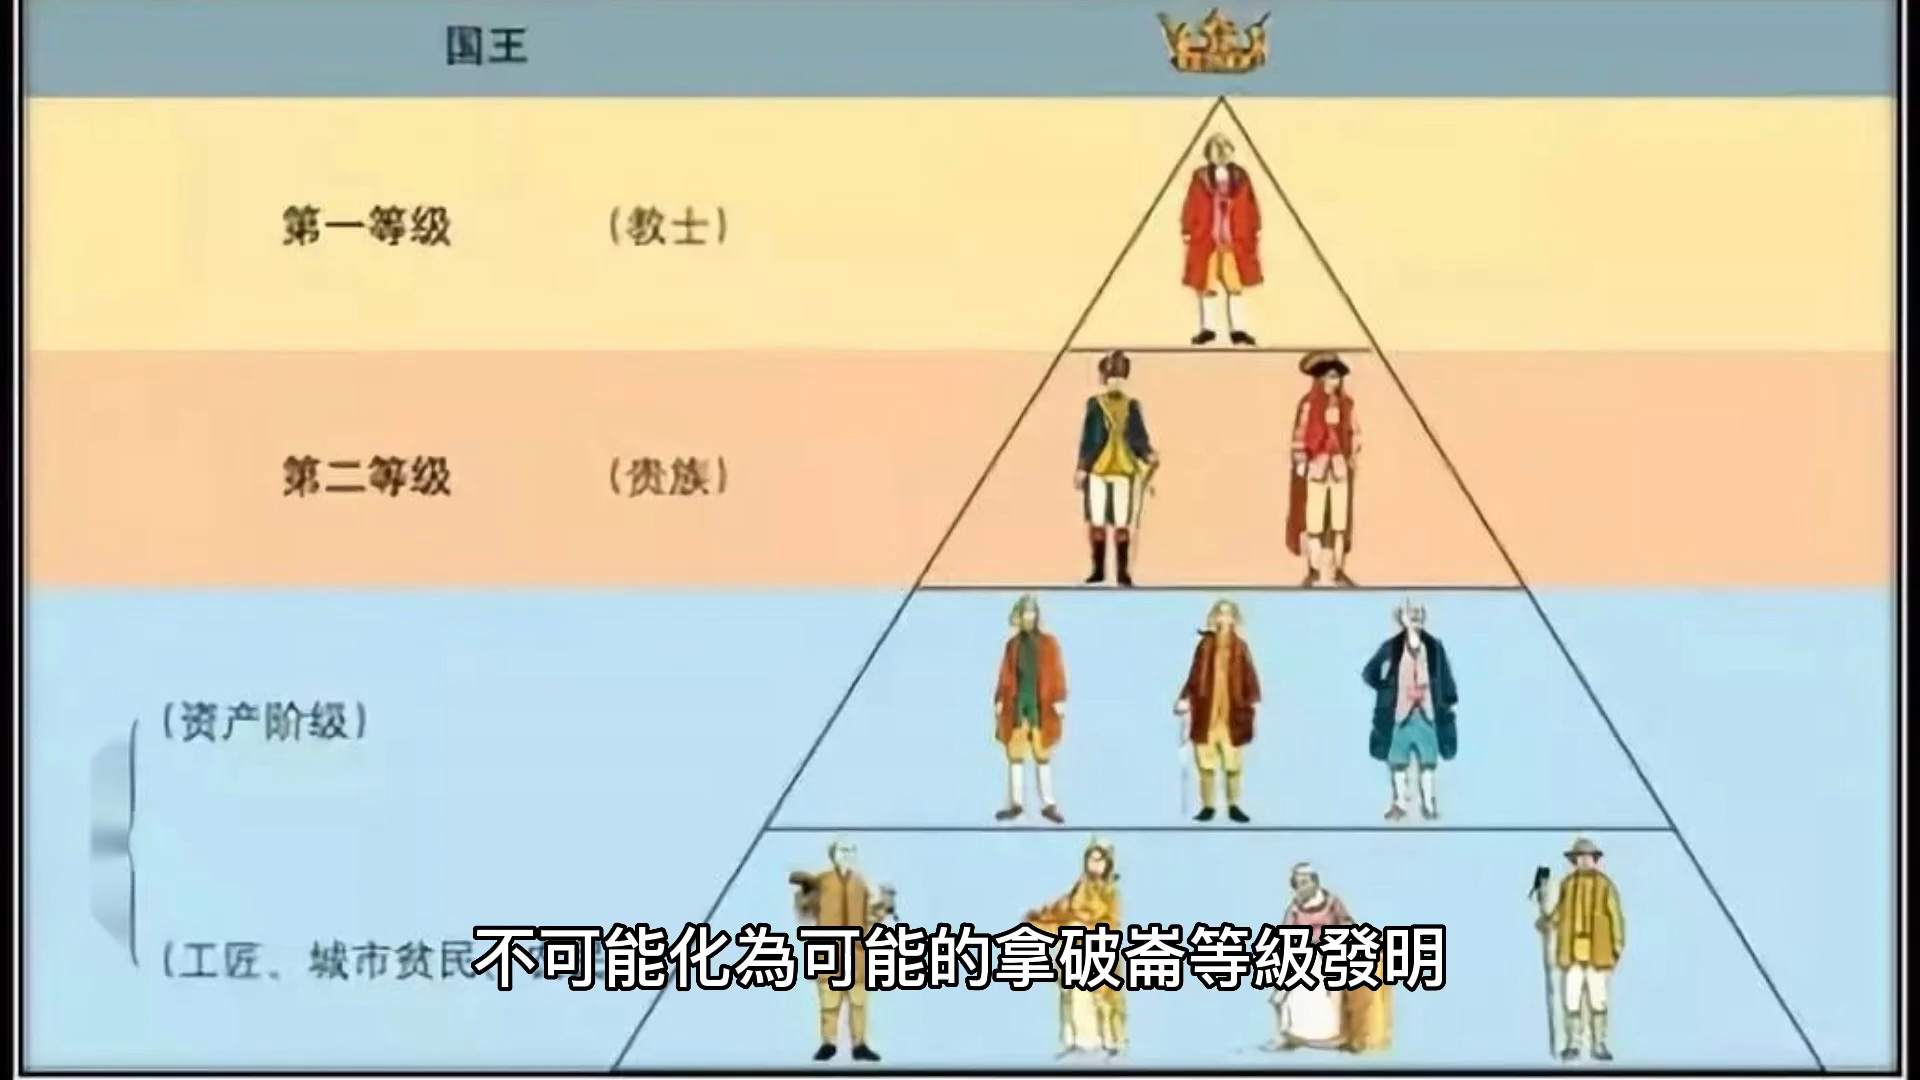 国王
第一等级 (教士)
第二等级 (贵族)
(资产阶级)
(工匠、城市贫民
不可能化為可能的拿破崙等級發明